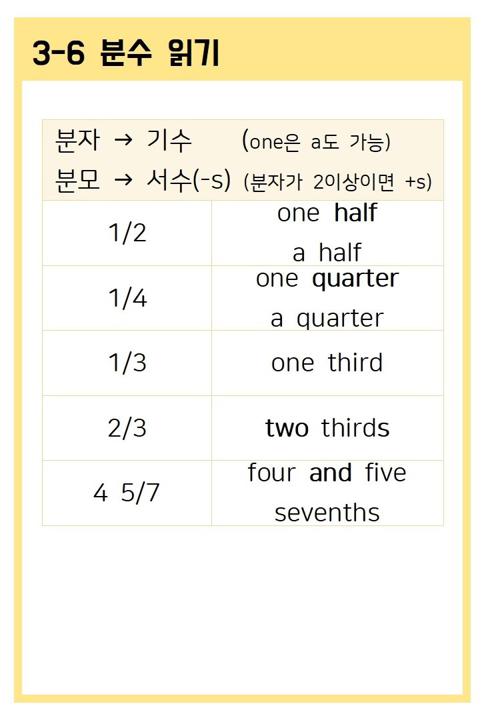 3-6 분수 읽기
분자 → 기수 (one은 a도 가능)
분모 → 서수(-s) (분자가 2이상이면 +s)
1/2
one half
a half
1/4
one quarter
a quarter
1/3
one third
2/3
two thirds
4 5/7
four and five
sevenths